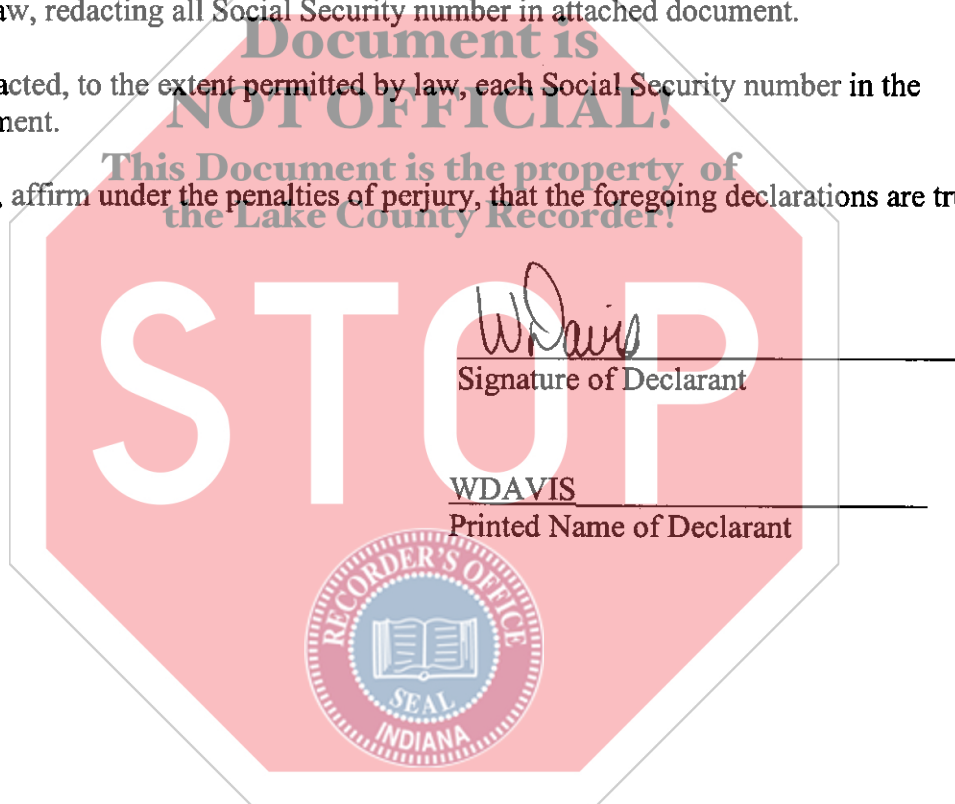 aw, redacting all Social Security number in attached document.
Document is
acted, to the extent permitted by law, each Social Security number in the
NOT OFFICIAL!
ment.
This Document is the property of
, affirm under the penalties of perjury, that the foregoing declarations are tru
the Lake County Recorder!
STOP
WDavis
Signature of Declarant
WDAVIS
Printed Name of Declarant
RECORDER'S OFFICE
SEAL
INDIANA